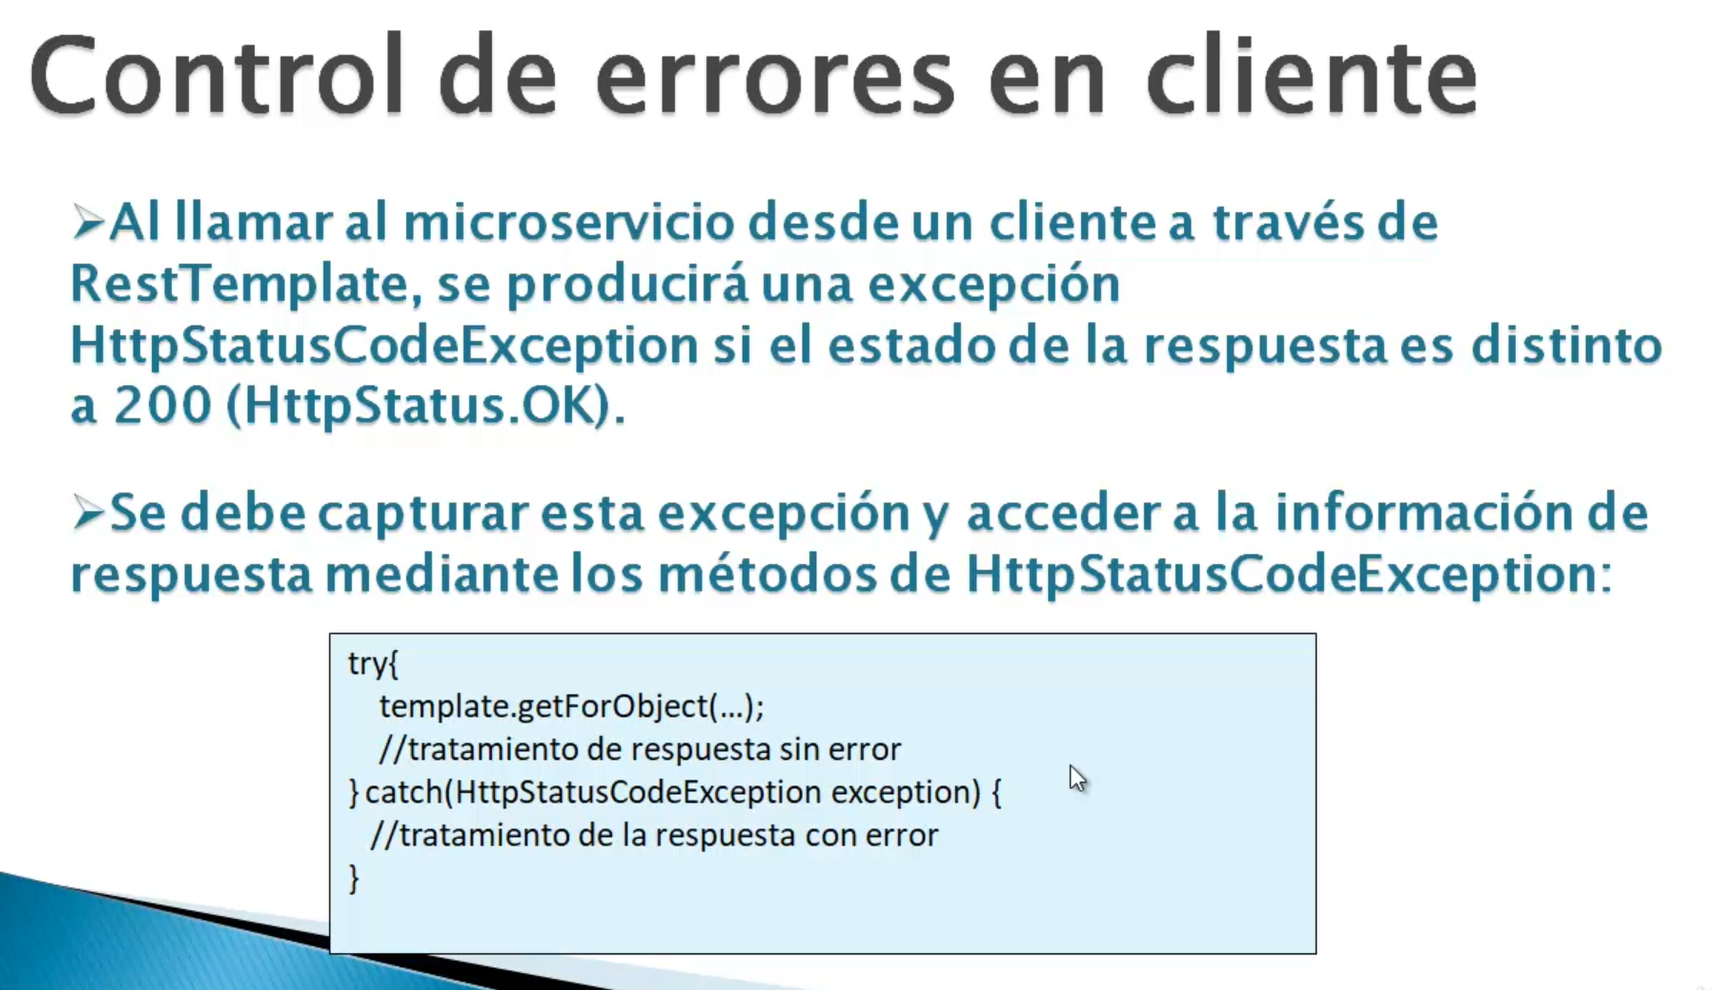 Control de errores en cliente
➢Al llamar al microservicio desde un cliente a través de
RestTemplate, se producirá una excepción
HttpStatusCodeException si el estado de la respuesta es distinto
a 200 (HttpStatus.OK).
➢Se debe capturar esta excepción y acceder a la información de
respuesta mediante los métodos de HttpStatusCodeException:
try{
template.getForObject(...);
//tratamiento de respuesta sin error
} catch(HttpStatusCodeException exception) {
//tratamiento de la respuesta con error
}